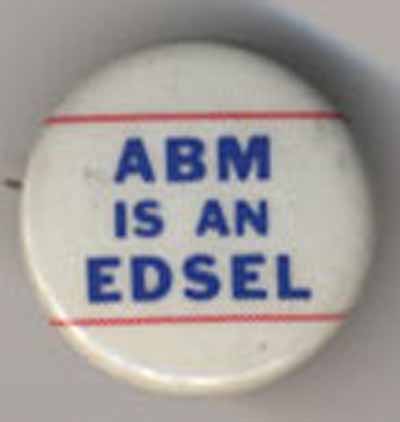 ABM
IS AN
EDSEL